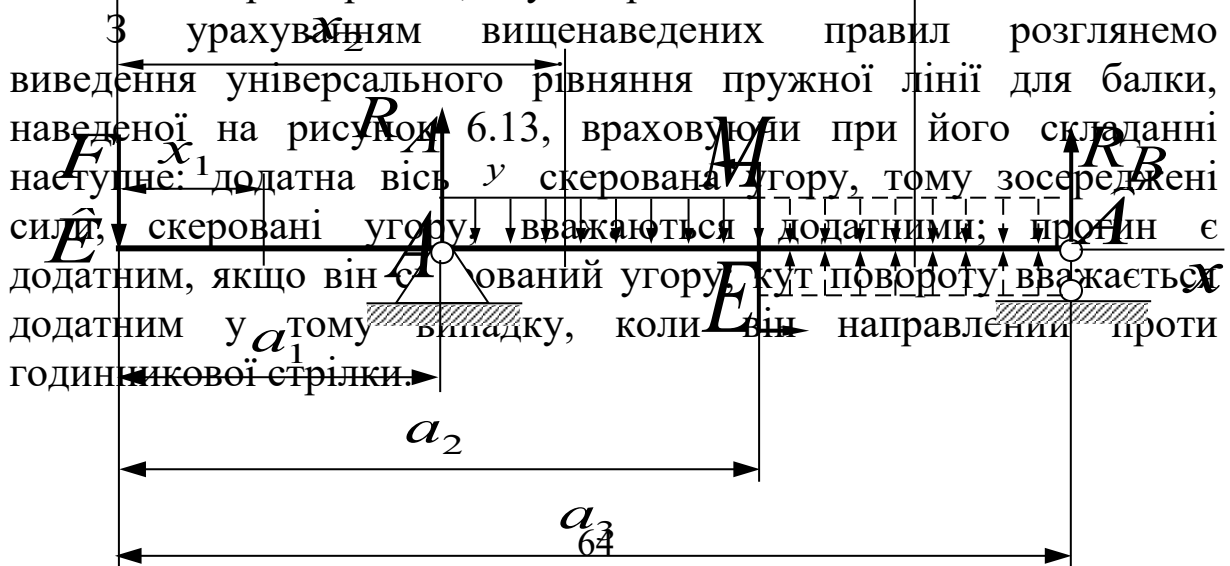 З урахуванням вищенаведених правил розглянемо
виведення універсального рівняння пружної лінії для балки,
наведеної на рисунок 6.13, враховуючи при його складанні
наступне: додатна вісь y скерована угору, тому зосереджені
сили, скеровані угору, вважаються додатними; прогин є
додатним, якщо він скерований угору; кут повороту вважається
додатним у тому випадку, коли він направлений проти
годинникової стрілки.
x₂
R_A
M
R_B
F
x₁
Ê
A
Á
E
x
a₁
a₂
a₃
64